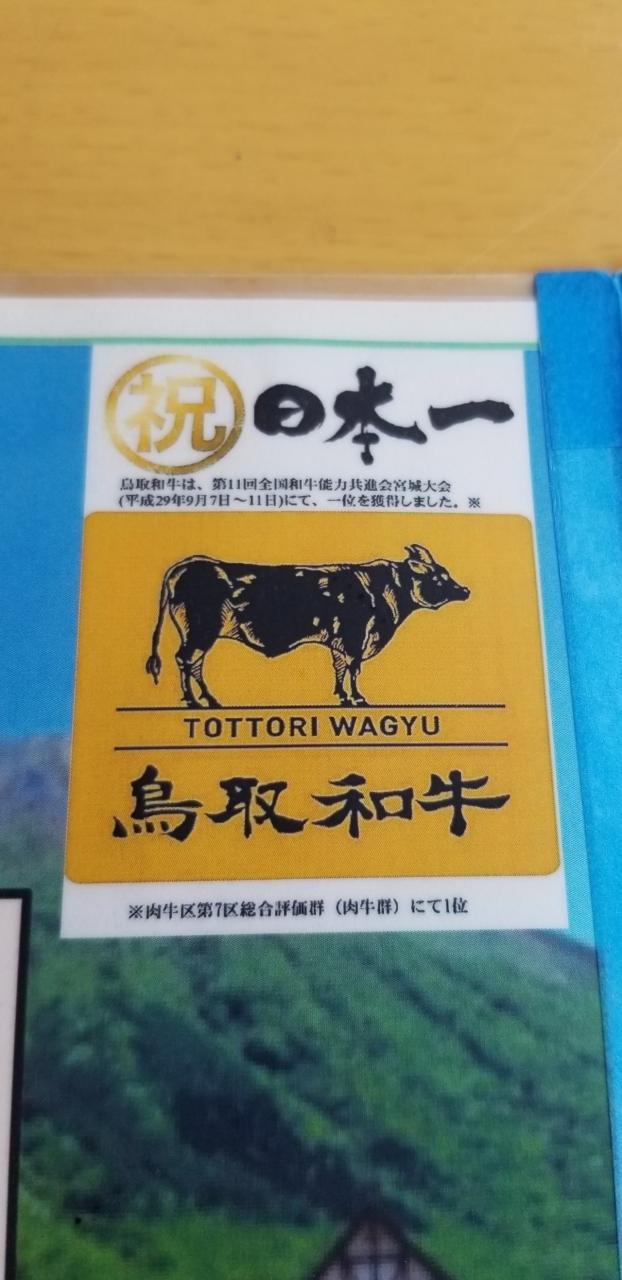 祝 日本一
鳥取和牛は、第11回全国和牛能力共進会宮城大会
(平成29年9月7日～11日)にて、一位を獲得しました。※
TOTTORI WAGYU
鳥取和牛
※肉牛区第7区総合評価群（肉牛群）にて1位